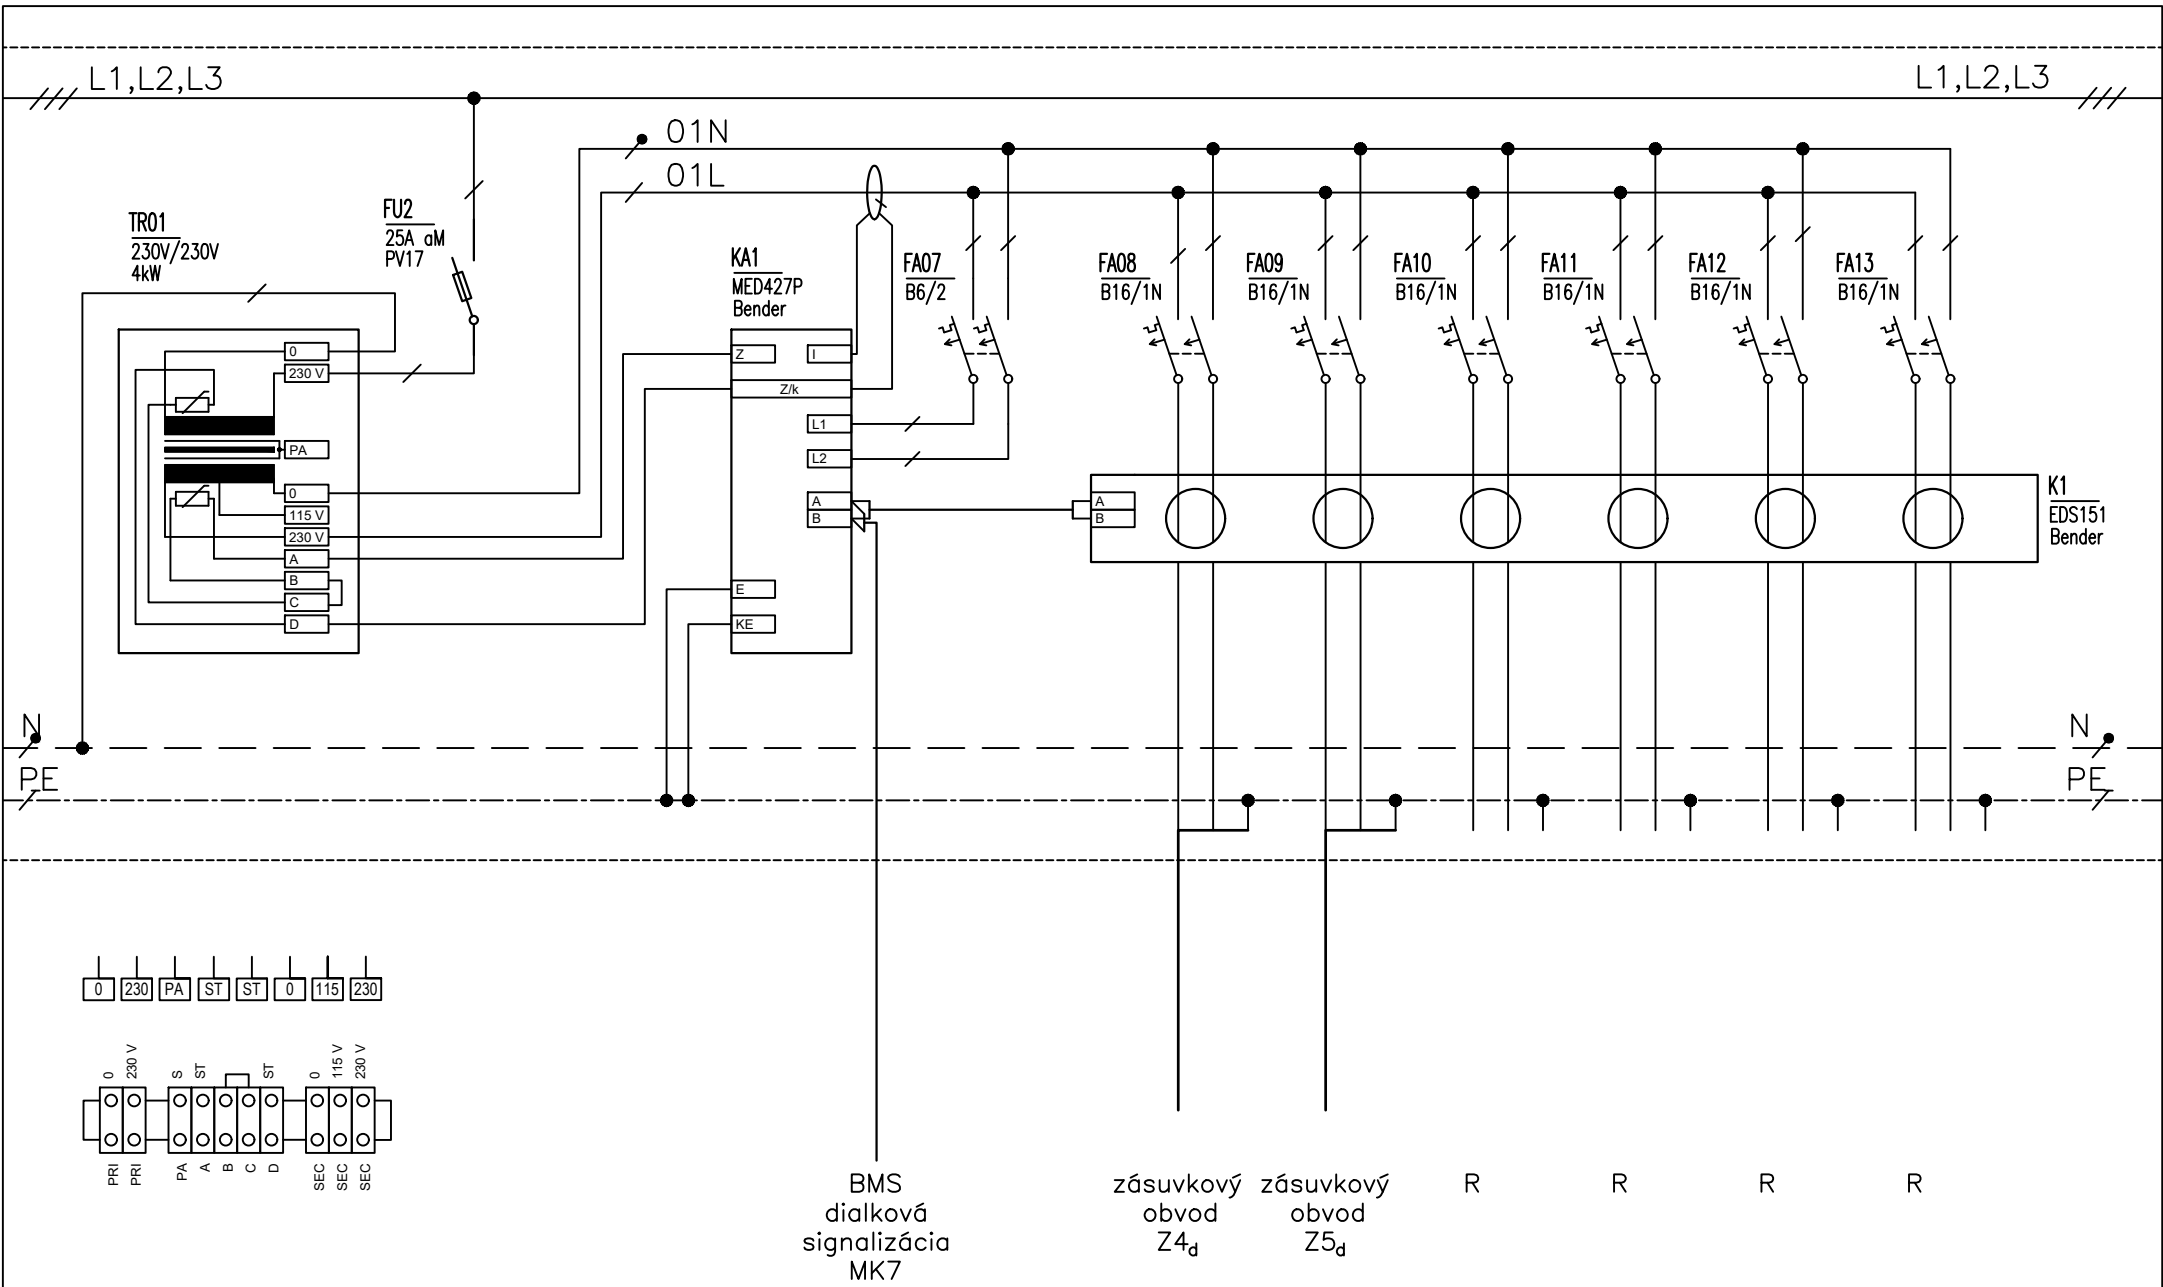 L1,L2,L3
L1,L2,L3
01N
01L
TR01
230V/230V
4kW
FU2
25A aM
PV17
KA1
MED427P
Bender
FA07
B6/2
FA08
B16/1N
FA09
B16/1N
FA10
B16/1N
FA11
B16/1N
FA12
B16/1N
FA13
B16/1N
0
230 V
PA
0
115 V
230 V
A
B
C
D
Z
I
Z/k
L1
L2
A
B
E
KE
A
B
K1
EDS151
Bender
N
N
PE
PE
0 230 PA ST ST 0 115 230
0 230 V S ST ST 0 115 V 230 V
PRI PRI PA A B C D SEC SEC SEC
BMS
dialková
signalizácia
MK7
zásuvkový
obvod
Z4d
zásuvkový
obvod
Z5d
R
R
R
R